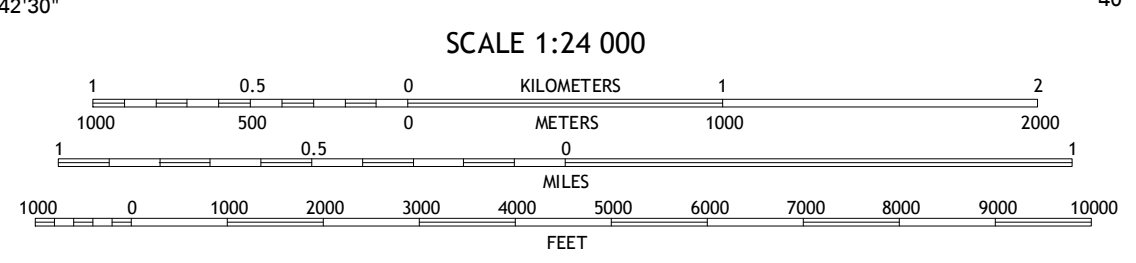 42'30"
40
SCALE 1:24 000
1 0.5 0 KILOMETERS 1 2
1000 500 0 METERS 1000 2000
1 0.5 0 1
MILES
1000 0 1000 2000 3000 4000 5000 6000 7000 8000 9000 10000
FEET